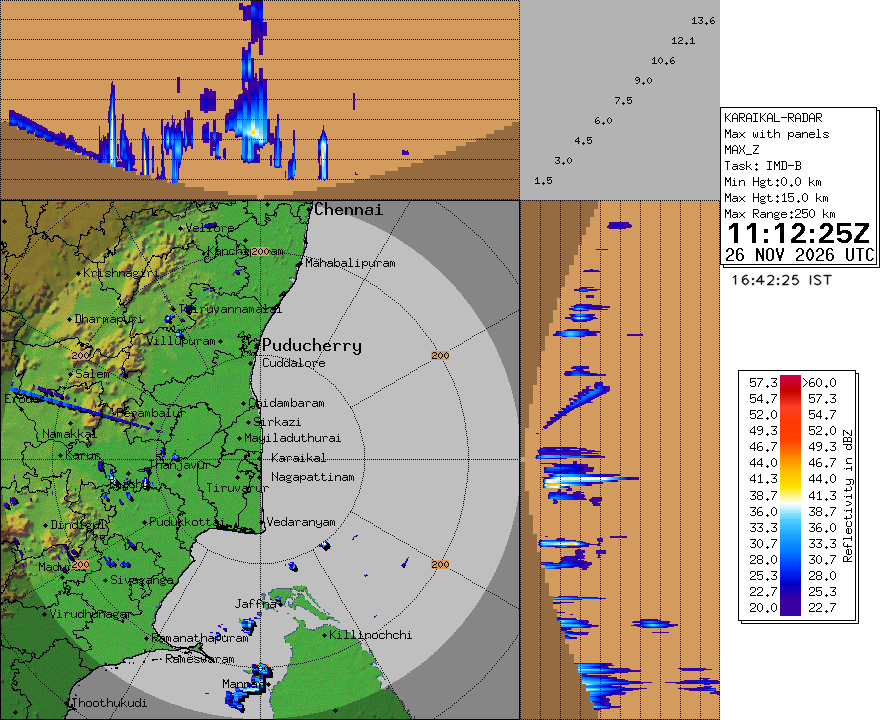 13.6
12.1
10.6
9.0
7.5
6.0
4.5
3.0
1.5
KARAIKAL-RADAR
Max with panels
MAX_Z
Task: IMD-B
Min Hgt:0.0 km
Max Hgt:15.0 km
Max Range:250 km
11:12:25Z
26 NOV 2026 UTC
16:42:25 IST
Chennai
Vellore
200
Mahabalipuram
Krishnagiri
Thiruvannamalai
Dharmapuri
Villupuram
Puducherry
200
200
Cuddalore
Salem
Erode
Chidambaram
Perambalur
Sirkazi
Namakkal
Mayiladuthurai
Karur
Karaikal
Thanjavur
Nagapattinam
Tiruvarur
Dindigul
Pudukkottai
Vedaranyam
200
200
Sivaganga
Jaffna
Virudhunagar
Ramanathapuram
Killinochchi
Rameswaram
Mannar
Thoothukudi
57.3 >60.0
54.7 57.3
52.0 54.7
49.3 52.0
46.7 49.3
44.0 46.7
41.3 44.0
38.7 41.3
36.0 38.7
33.3 36.0
30.7 33.3
28.0 30.7
25.3 28.0
22.7 25.3
20.0 22.7
Reflectivity in dBZ